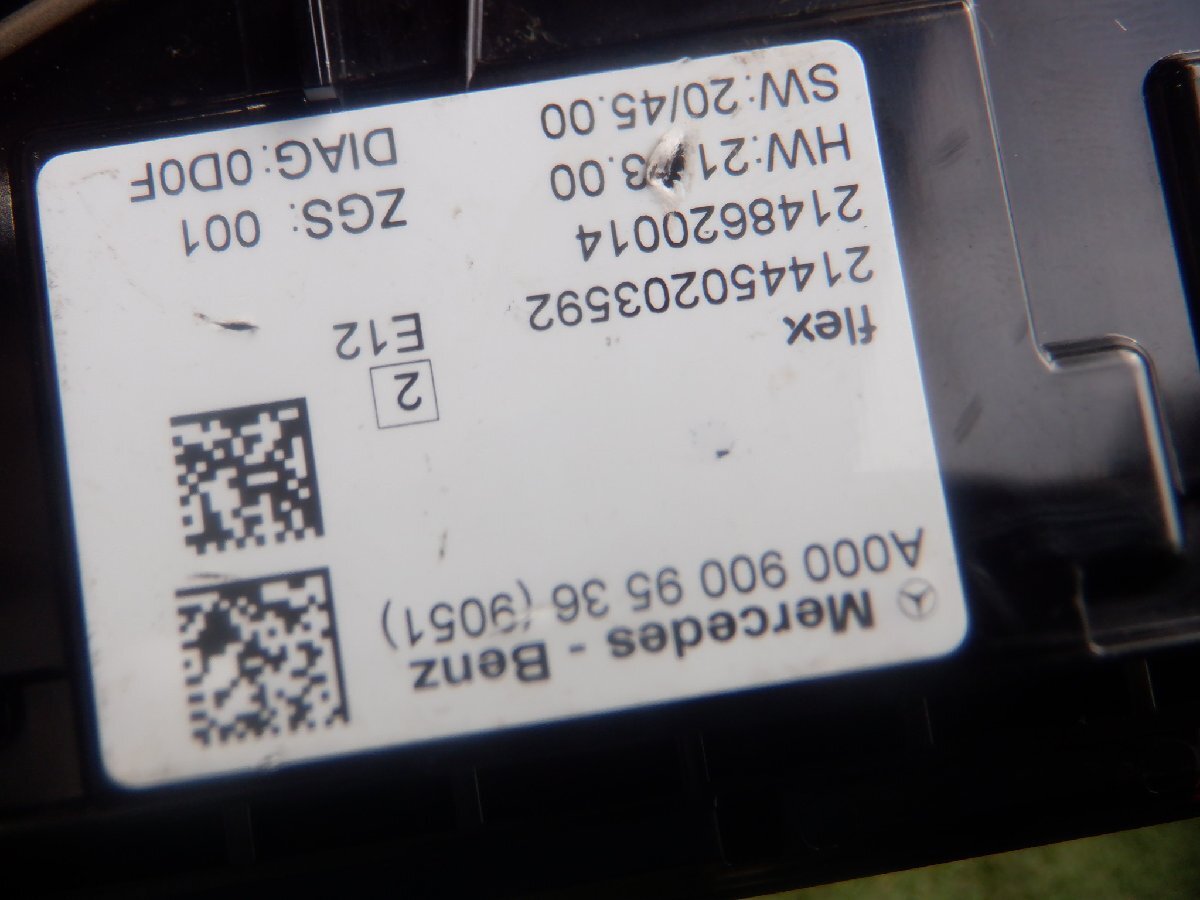 Mercedes - Benz
A000 900 95 36 (9051)
2
E12
flex
214450203592
2148620014
ZGS: 001
HW:21 3.00
DIAG:0D0F
SW:20/45.00